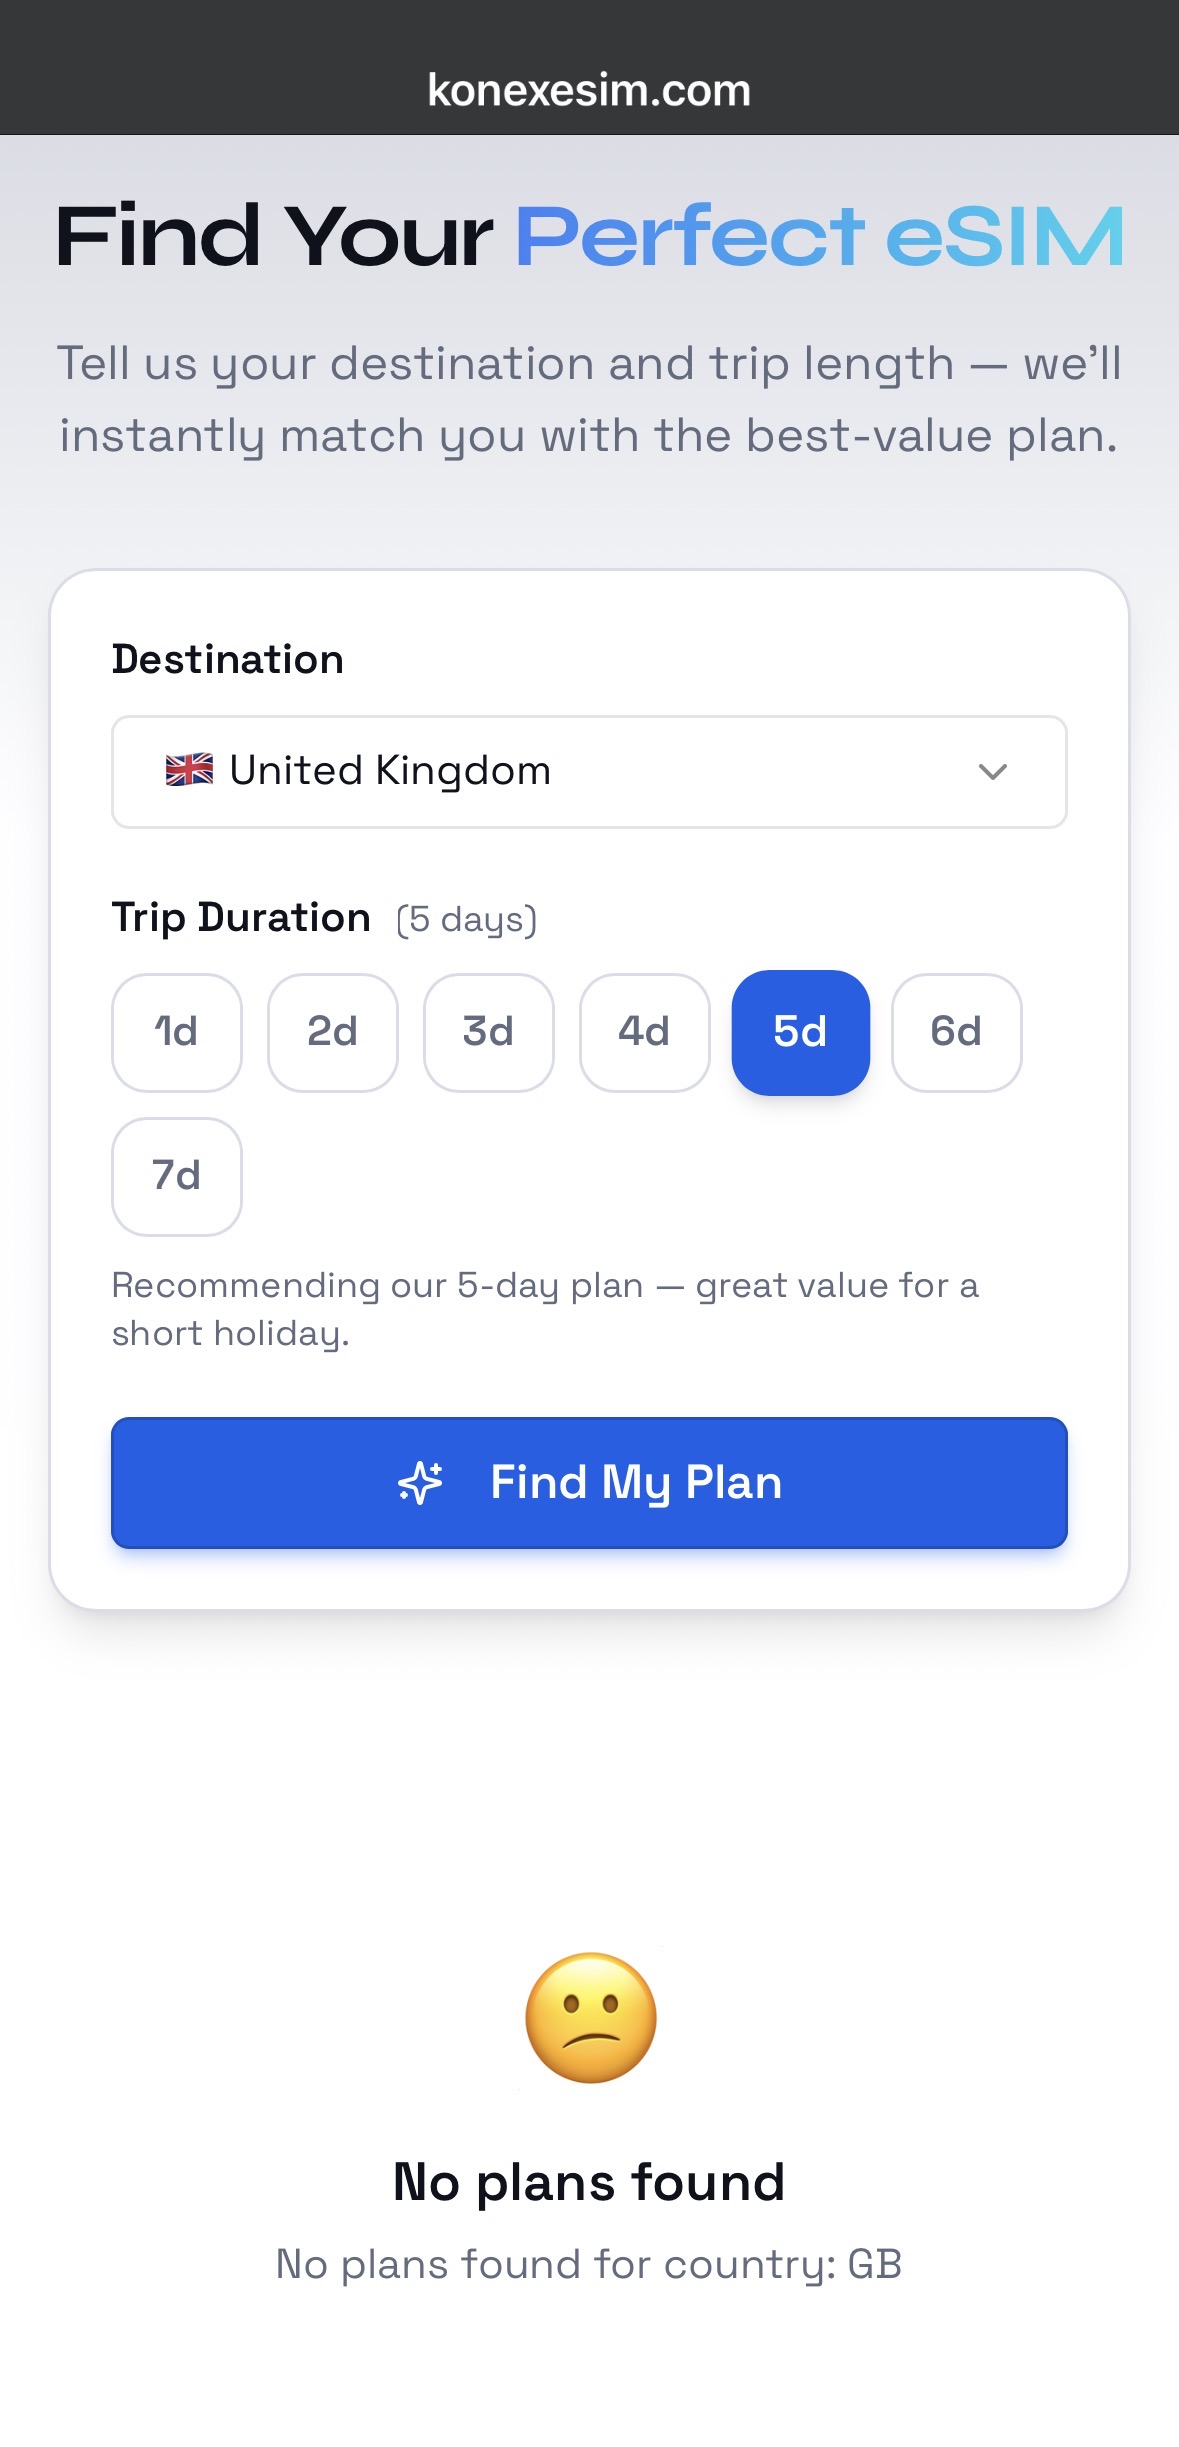 konexesim.com
Find Your Perfect eSIM
Tell us your destination and trip length — we'll
instantly match you with the best-value plan.
Destination
🇬🇧 United Kingdom
Trip Duration (5 days)
1d 2d 3d 4d 5d 6d
7d
Recommending our 5-day plan — great value for a
short holiday.
Find My Plan
No plans found
No plans found for country: GB